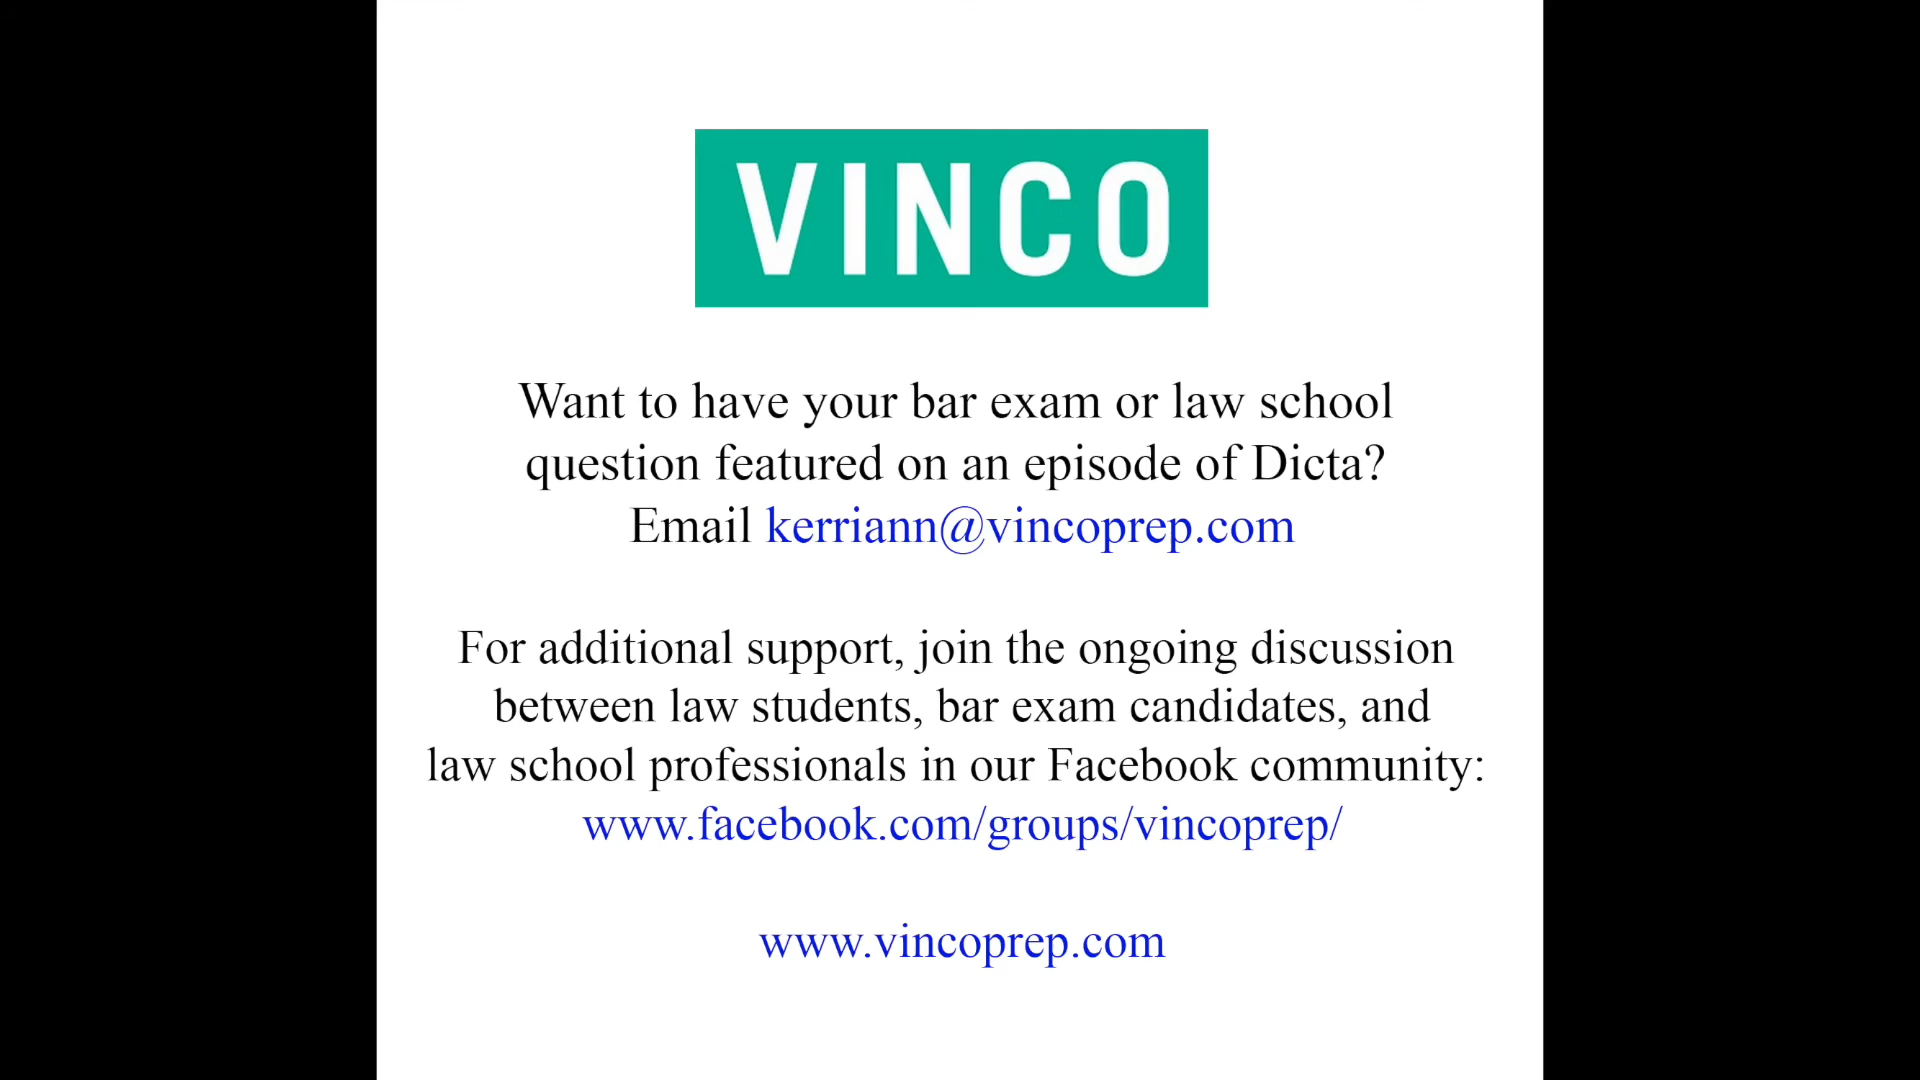 VINCO
Want to have your bar exam or law school
question featured on an episode of Dicta?
Email kerriann@vincoprep.com
For additional support, join the ongoing discussion
between law students, bar exam candidates, and
law school professionals in our Facebook community:
www.facebook.com/groups/vincoprep/
www.vincoprep.com